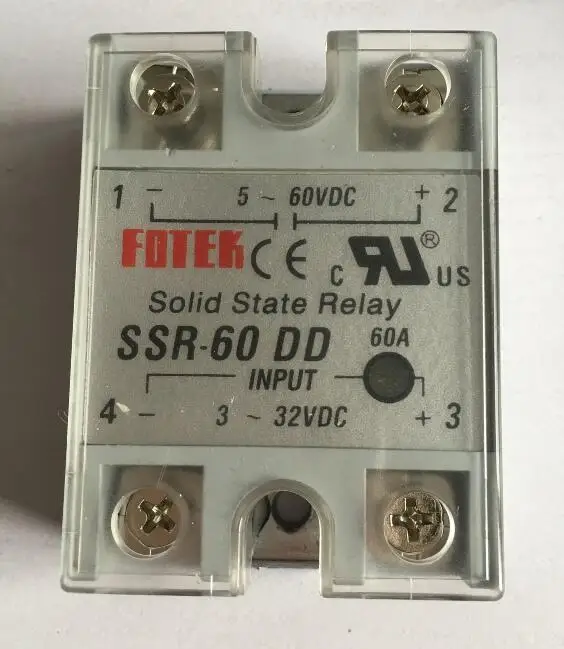 1 − 5 ~ 60VDC + 2
FOTEK CE c RU ® US
Solid State Relay
SSR-60 DD 60A
INPUT
4 − 3 ~ 32VDC + 3